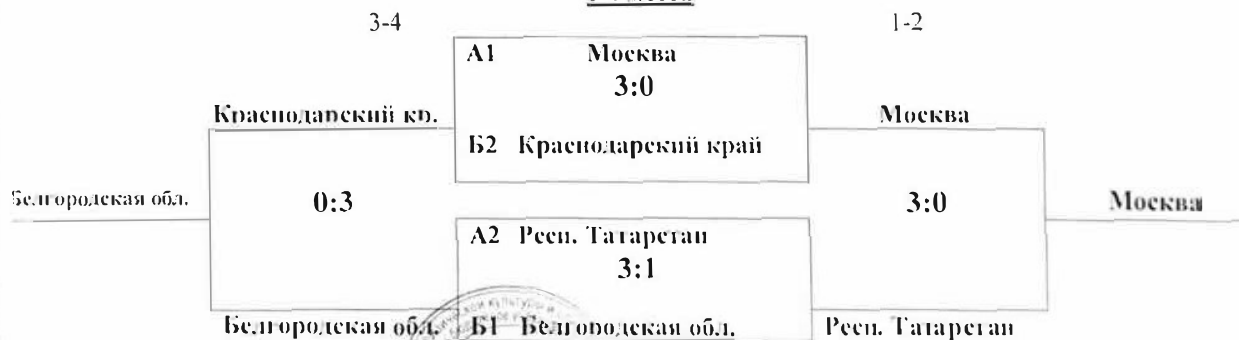 3-4 1-2
А1 Москва
3:0
Краснодарский кр. Москва
Б2 Краснодарский край
Белгородская обл. 0:3 3:0 Москва
А2 Респ. Татарстан
3:1
Белгородская обл. Б1 Белгородская обл. Респ. Татарстан